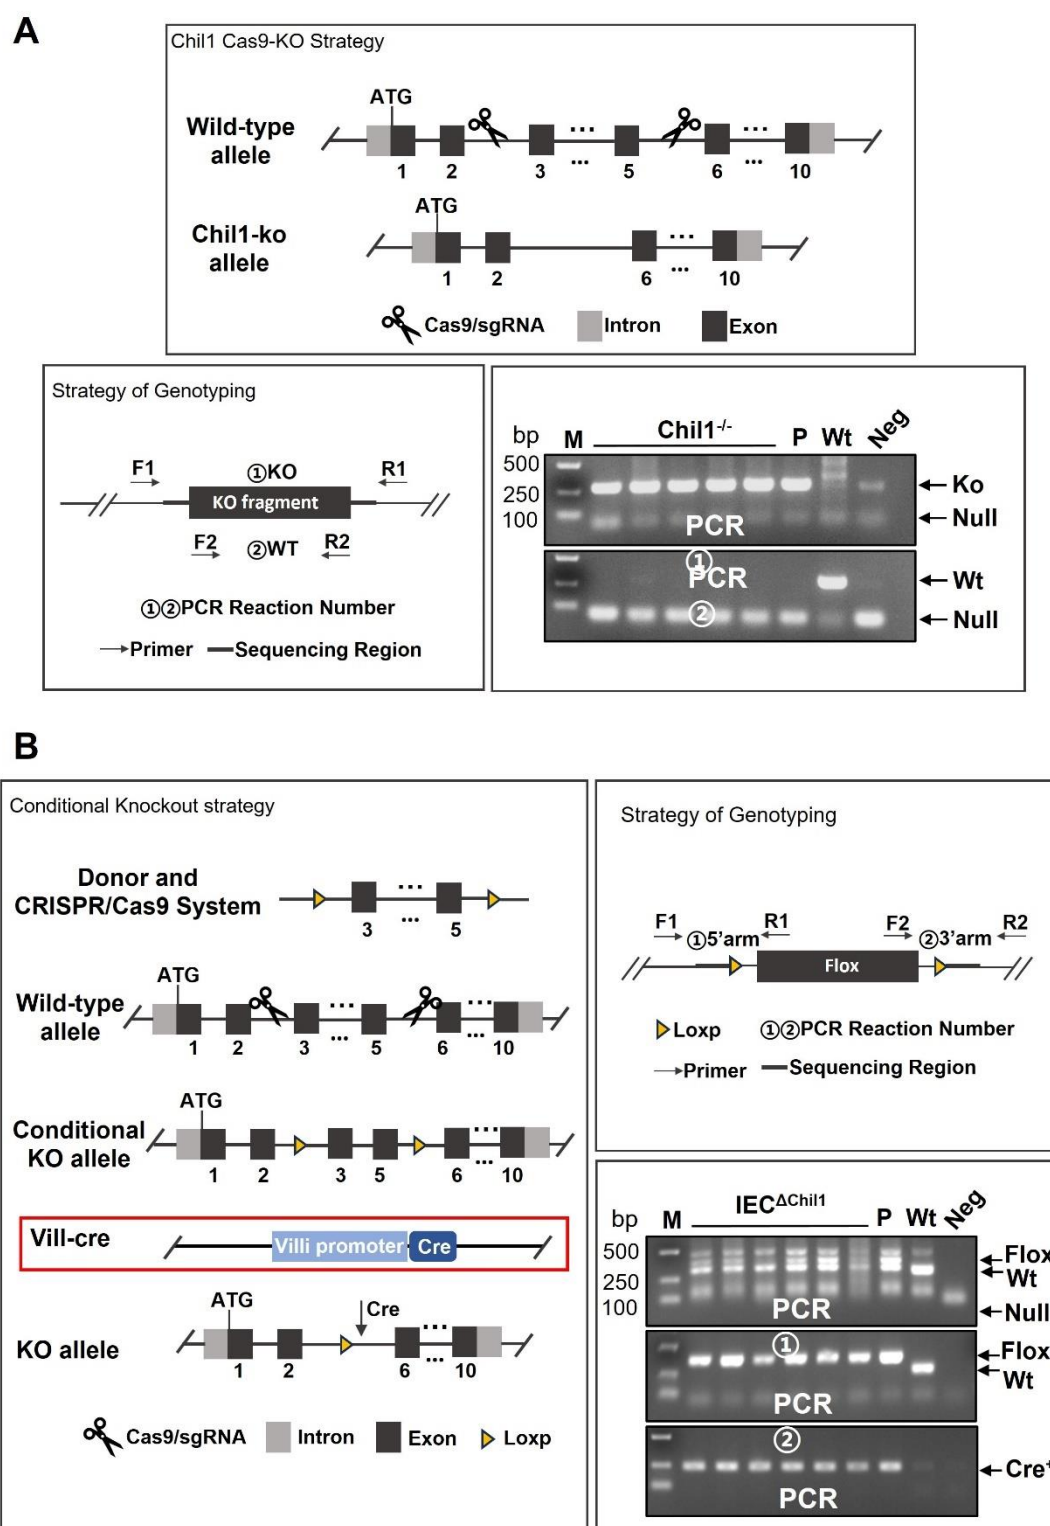 A
Chil1 Cas9-KO Strategy
ATG
Wild-type
allele
...
...
...
...
1 2 3 5 6 10
ATG
Chil1-ko
allele
...
...
1 2 6 10
Cas9/sgRNA Intron Exon
Strategy of Genotyping
F1 ①KO R1
KO fragment
F2 ②WT R2
①②PCR Reaction Number
Primer Sequencing Region
bp M Chil1-/- P Wt Neg
500
250
100
Ko
Null
PCR
①
PCR
②
Wt
Null
B
Conditional Knockout strategy
Donor and
CRISPR/Cas9 System
...
...
3 5
ATG
Wild-type
allele
...
...
...
...
1 2 3 5 6 10
ATG
Conditional
KO allele
...
...
1 2 3 5 6 10
Vill-cre
Villi promoter Cre
ATG
Cre
KO allele
...
...
1 2 6 10
Cas9/sgRNA Intron Exon Loxp
Strategy of Genotyping
F1 ①5’arm R1 F2 ②3’arm R2
Flox
Loxp ①②PCR Reaction Number
Primer Sequencing Region
bp M IECΔChil1 P Wt Neg
500
250
100
Flox
Wt
Null
PCR
①
Flox
Wt
PCR
②
Cre+
PCR